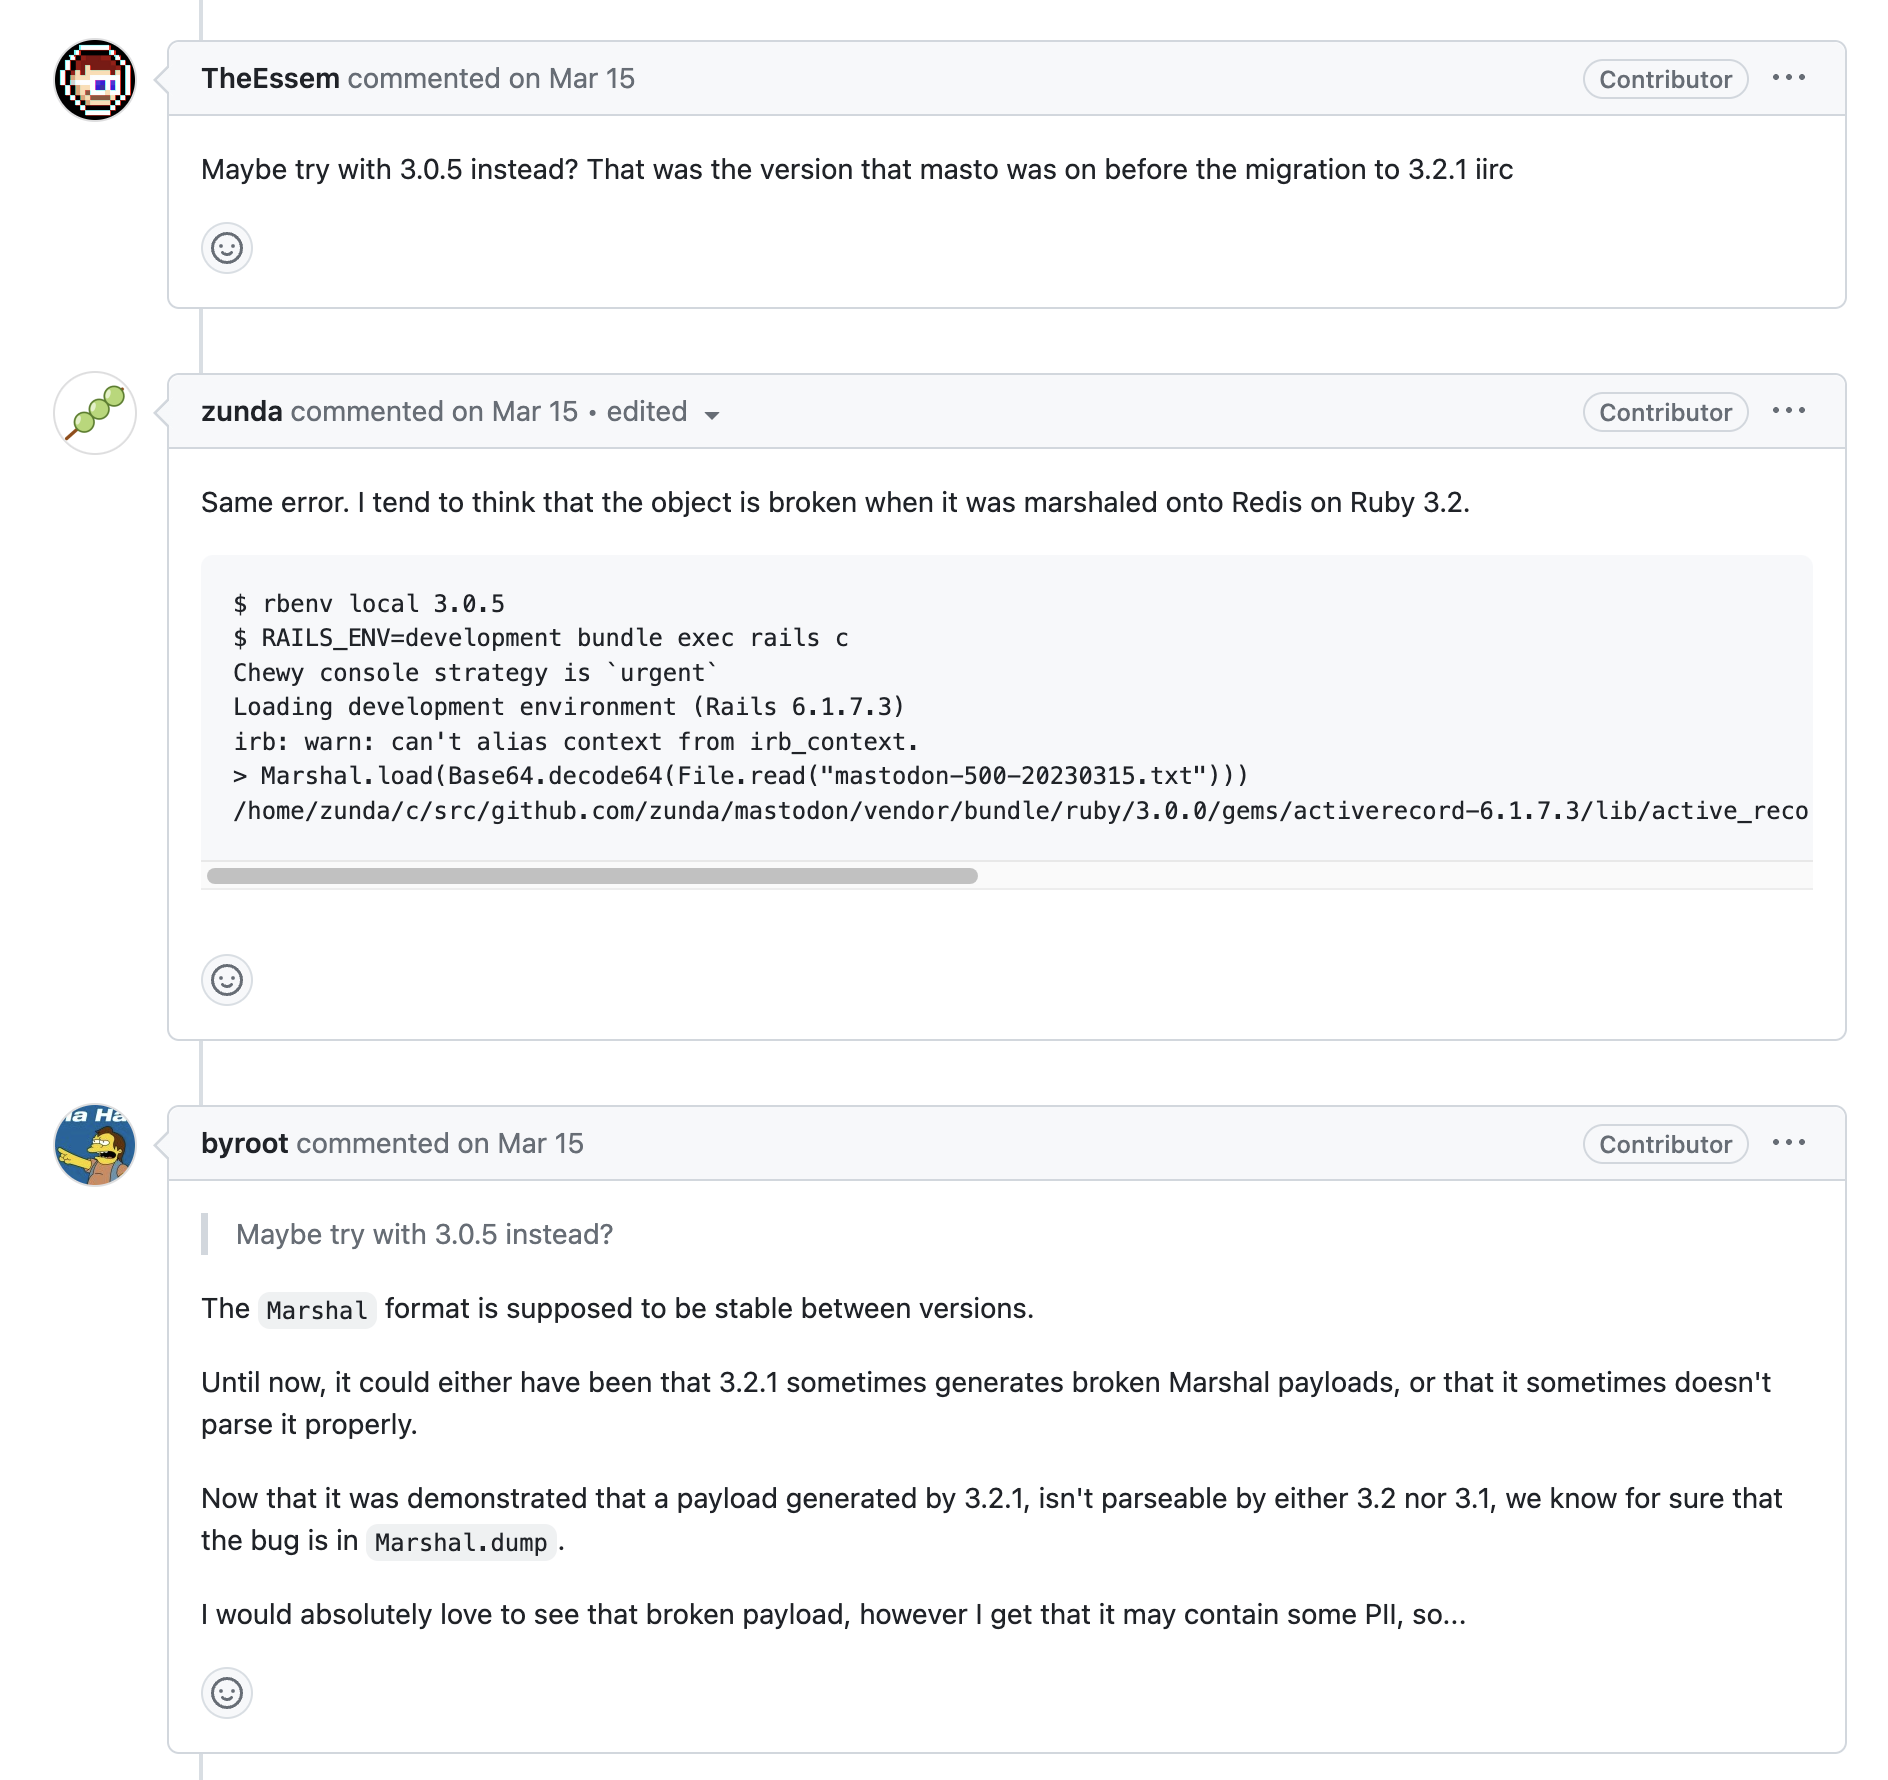 TheEssem commented on Mar 15
Contributor
Maybe try with 3.0.5 instead? That was the version that masto was on before the migration to 3.2.1 iirc
zunda commented on Mar 15 • edited
Contributor
Same error. I tend to think that the object is broken when it was marshaled onto Redis on Ruby 3.2.
$ rbenv local 3.0.5
$ RAILS_ENV=development bundle exec rails c
Chewy console strategy is `urgent`
Loading development environment (Rails 6.1.7.3)
irb: warn: can't alias context from irb_context.
> Marshal.load(Base64.decode64(File.read("mastodon-500-20230315.txt")))
/home/zunda/c/src/github.com/zunda/mastodon/vendor/bundle/ruby/3.0.0/gems/activerecord-6.1.7.3/lib/active_reco
Ha Ha
byroot commented on Mar 15
Contributor
Maybe try with 3.0.5 instead?
The Marshal format is supposed to be stable between versions.
Until now, it could either have been that 3.2.1 sometimes generates broken Marshal payloads, or that it sometimes doesn't
parse it properly.
Now that it was demonstrated that a payload generated by 3.2.1, isn't parseable by either 3.2 nor 3.1, we know for sure that
the bug is in Marshal.dump.
I would absolutely love to see that broken payload, however I get that it may contain some PII, so...